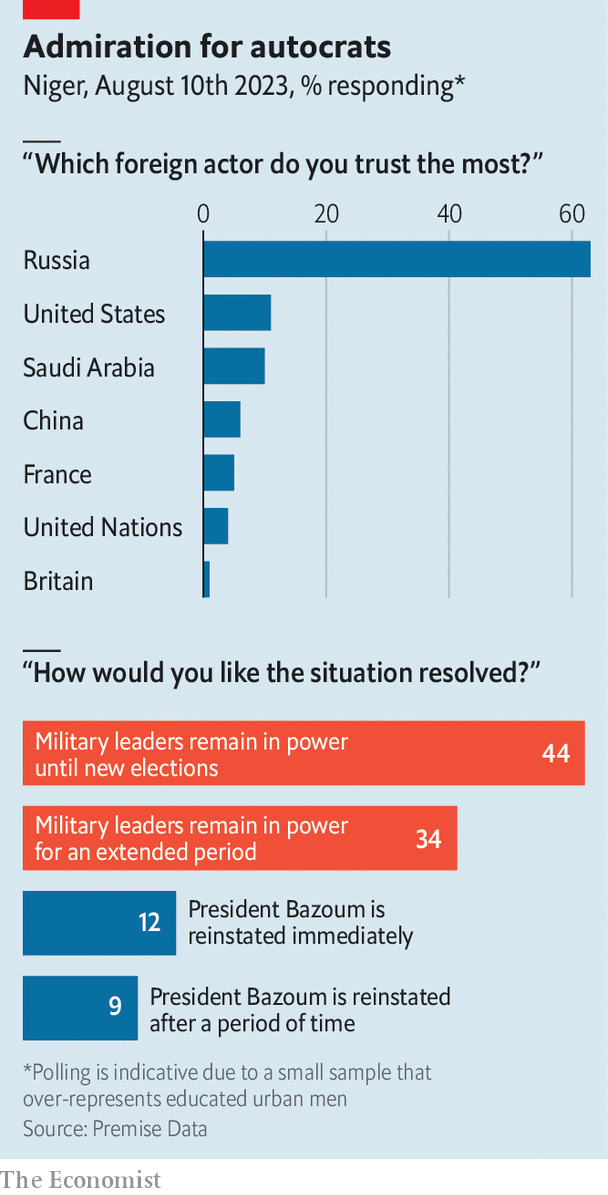 Admiration for autocrats
Niger, August 10th 2023, % responding*
“Which foreign actor do you trust the most?”
0 20 40 60
Russia
United States
Saudi Arabia
China
France
United Nations
Britain
“How would you like the situation resolved?”
Military leaders remain in power
until new elections
44
Military leaders remain in power
for an extended period
34
12
President Bazoum is
reinstated immediately
9
President Bazoum is reinstated
after a period of time
*Polling is indicative due to a small sample that
over-represents educated urban men
Source: Premise Data
The Economist